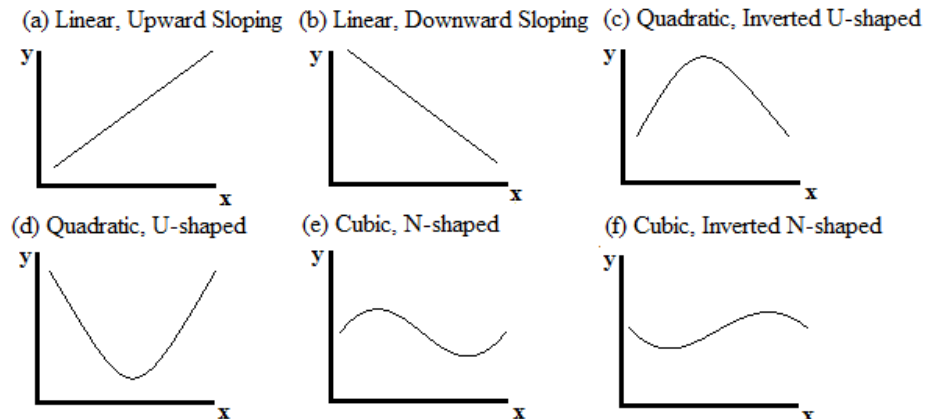 (a) Linear, Upward Sloping
(b) Linear, Downward Sloping
(c) Quadratic, Inverted U-shaped
y
y
y
x
x
x
(d) Quadratic, U-shaped
(e) Cubic, N-shaped
(f) Cubic, Inverted N-shaped
y
y
y
x
x
x